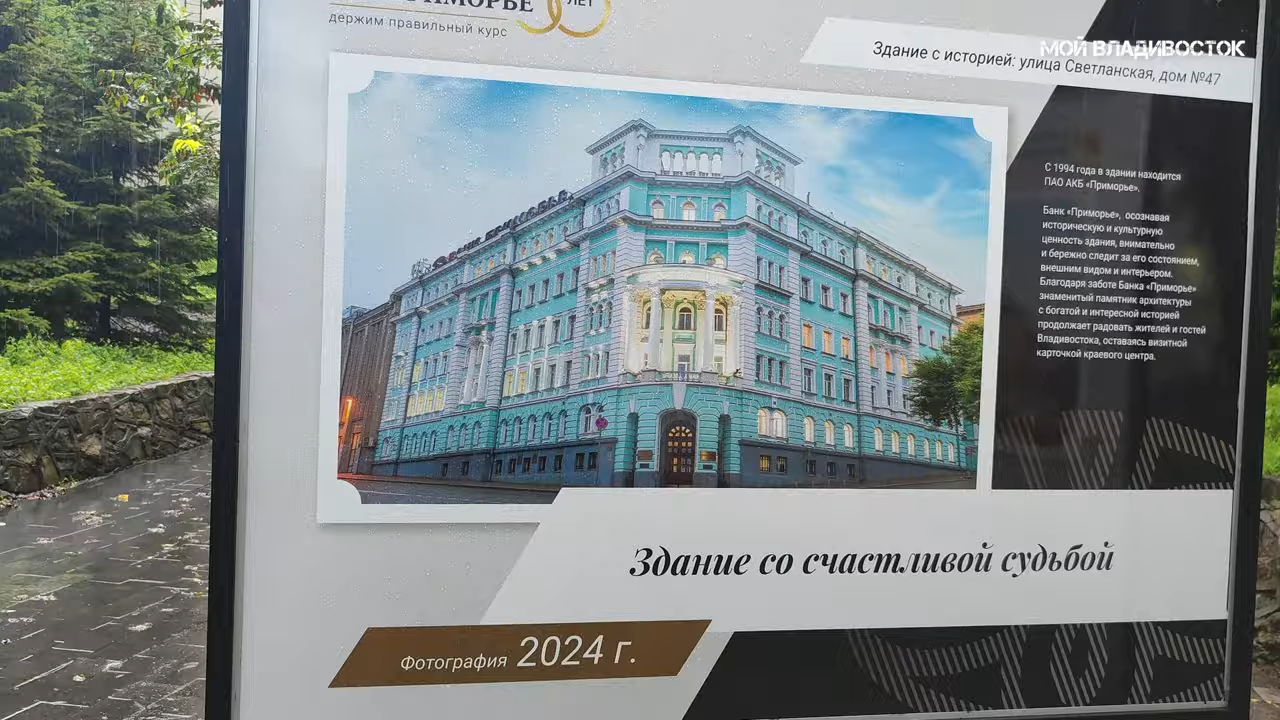 ПРИМОРЬЕ
ЛЕТ
держим правильный курс
МОЙ ВЛАДИВОСТОК
Здание с историей: улица Светланская, дом №47
С 1994 года в здании находится
ПАО АКБ «Приморье».
Банк «Приморье», осознавая
историческую и культурную
ценность здания, внимательно
и бережно следит за его состоянием,
внешним видом и интерьером.
Благодаря заботе Банка «Приморье»
знаменитый памятник архитектуры
с богатой и интересной историей
продолжает радовать жителей и гостей
Владивостока, оставаясь визитной
карточкой краевого центра.
Здание со счастливой судьбой
Фотография 2024 г.